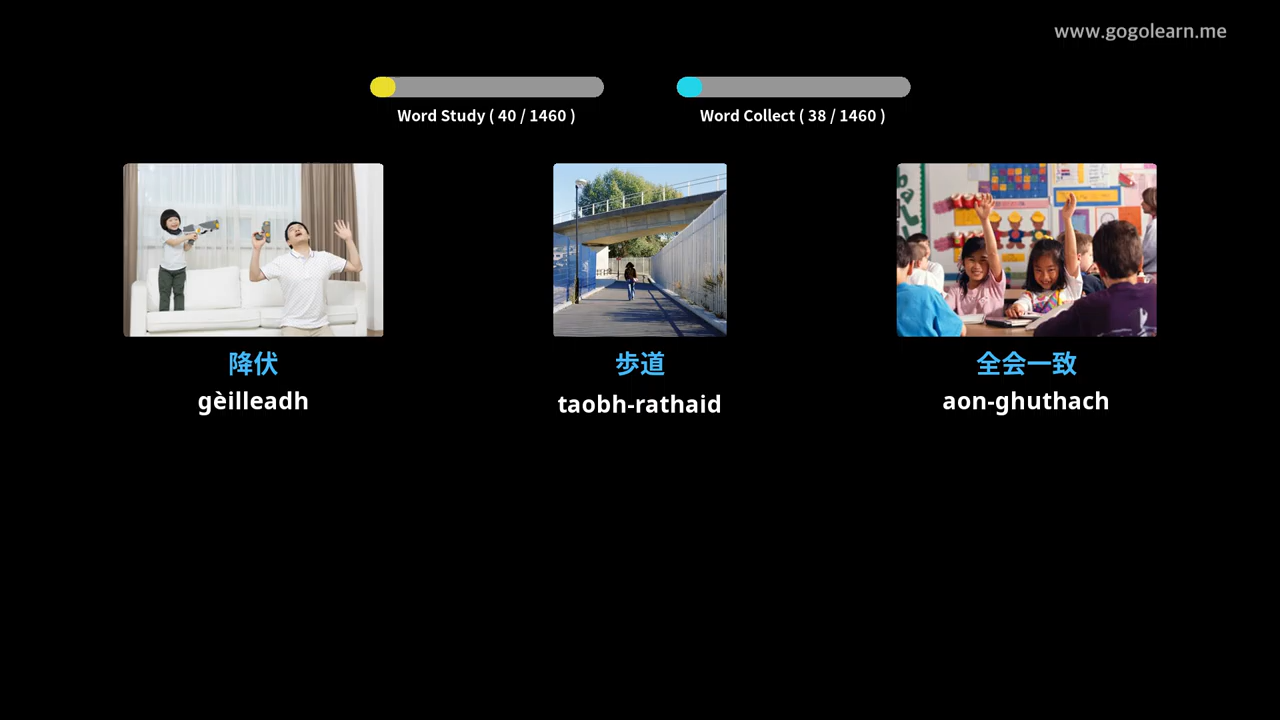 www.gogolearn.me
Word Study ( 40 / 1460 )
Word Collect ( 38 / 1460 )
降伏
gèilleadh
歩道
taobh-rathaid
全会一致
aon-ghuthach